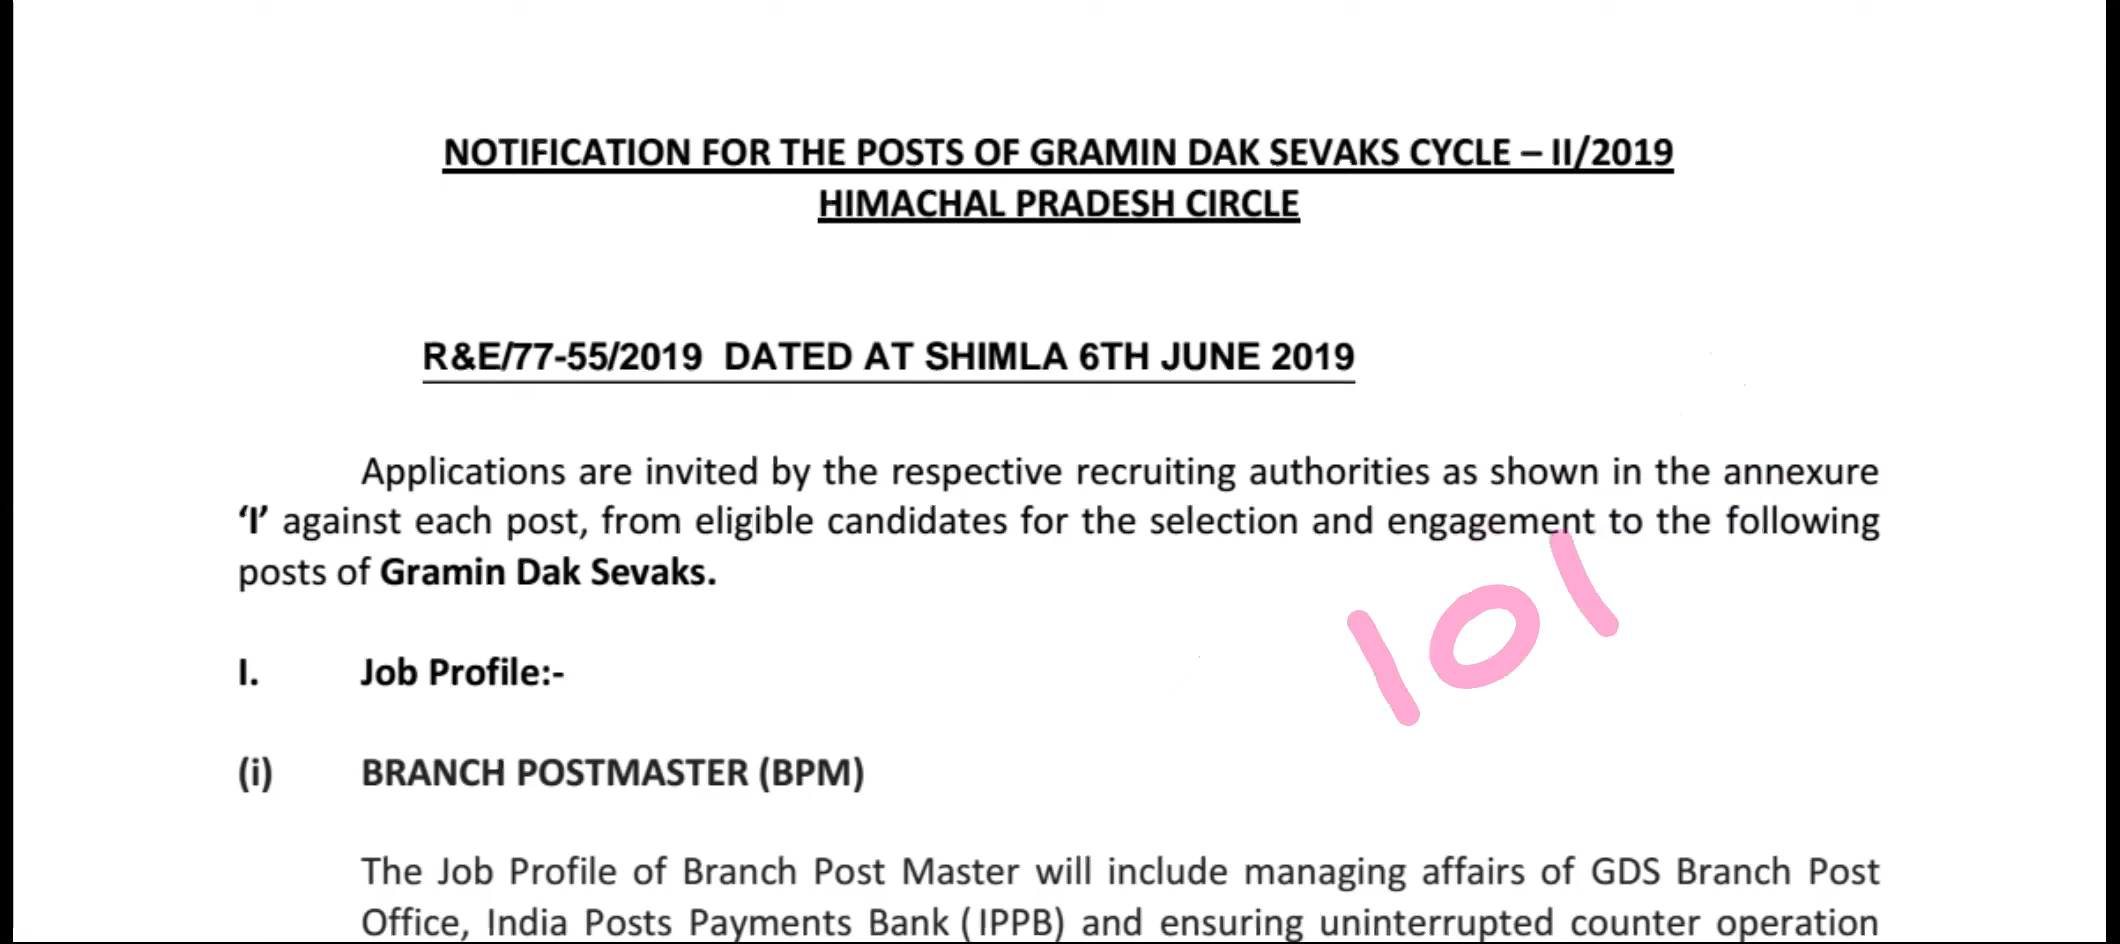 NOTIFICATION FOR THE POSTS OF GRAMIN DAK SEVAKS CYCLE – II/2019
HIMACHAL PRADESH CIRCLE
R&E/77-55/2019 DATED AT SHIMLA 6TH JUNE 2019
Applications are invited by the respective recruiting authorities as shown in the annexure
‘I’ against each post, from eligible candidates for the selection and engagement to the following
posts of Gramin Dak Sevaks.
101
I. Job Profile:-
(i) BRANCH POSTMASTER (BPM)
The Job Profile of Branch Post Master will include managing affairs of GDS Branch Post
Office, India Posts Payments Bank ( IPPB) and ensuring uninterrupted counter operation